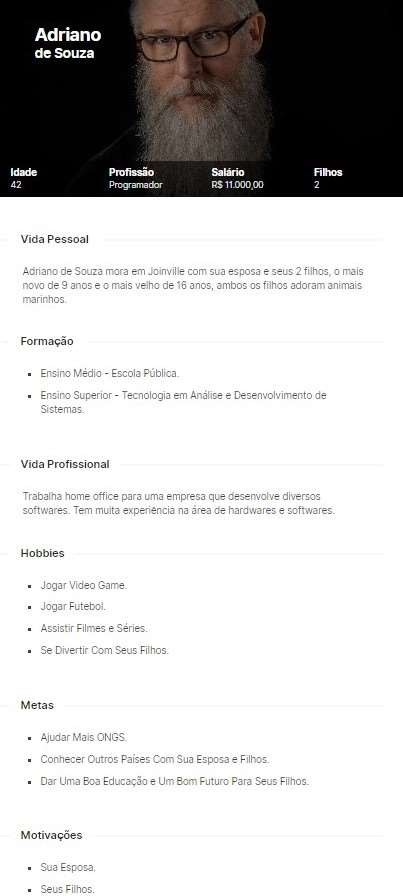 Adriano
de Souza
Idade Profissão Salário Filhos
42 Programador R$ 11.000,00 2
Vida Pessoal
Adriano de Souza mora em Joinville com sua esposa e seus 2 filhos, o mais
novo de 9 anos e o mais velho de 16 anos, ambos os filhos adoram animais
marinhos.
Formação
Ensino Médio - Escola Pública.
Ensino Superior - Tecnologia em Análise e Desenvolvimento de
Sistemas.
Vida Profissional
Trabalha home office para uma empresa que desenvolve diversos
softwares. Tem muita experiência na área de hardwares e softwares.
Hobbies
Jogar Video Game.
Jogar Futebol.
Assistir Filmes e Séries.
Se Divertir Com Seus Filhos.
Metas
Ajudar Mais ONGS.
Conhecer Outros Países Com Sua Esposa e Filhos.
Dar Uma Boa Educação e Um Bom Futuro Para Seus Filhos.
Motivações
Sua Esposa.
Seus Filhos.